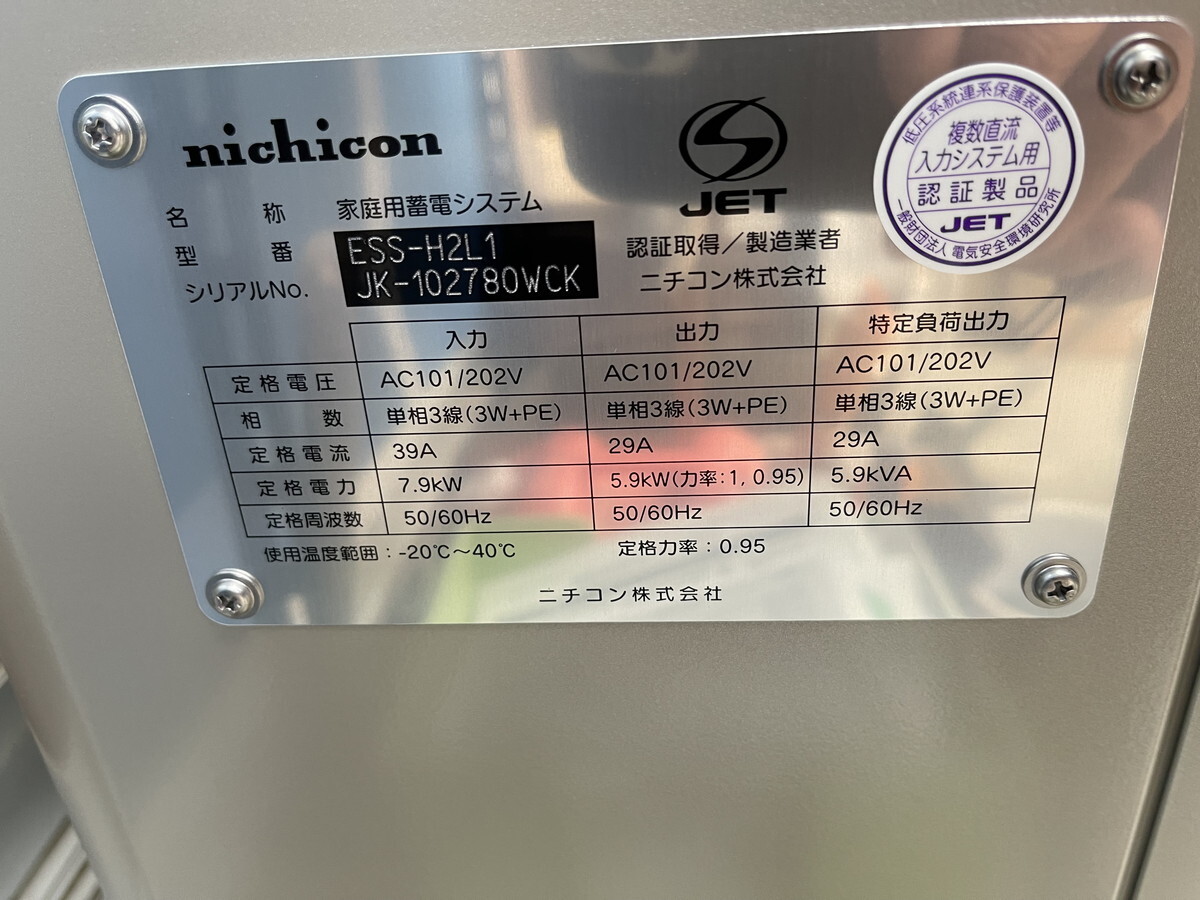 nichicon
名称 家庭用蓄電システム
型番 ESS-H2L1
シリアルNo. JK-102780WCK
JET
認証取得/製造業者
ニチコン株式会社
低圧系統連系保護装置等
複数直流
入力システム用
認証製品
JET
一般財団法人 電気安全環境研究所
入力 出力 特定負荷出力
定格電圧 AC101/202V AC101/202V AC101/202V
相数 単相3線(3W+PE) 単相3線(3W+PE) 単相3線(3W+PE)
定格電流 39A 29A 29A
定格電力 7.9kW 5.9kW(力率:1, 0.95) 5.9kVA
定格周波数 50/60Hz 50/60Hz 50/60Hz
使用温度範囲:-20℃~40℃ 定格力率:0.95
ニチコン株式会社